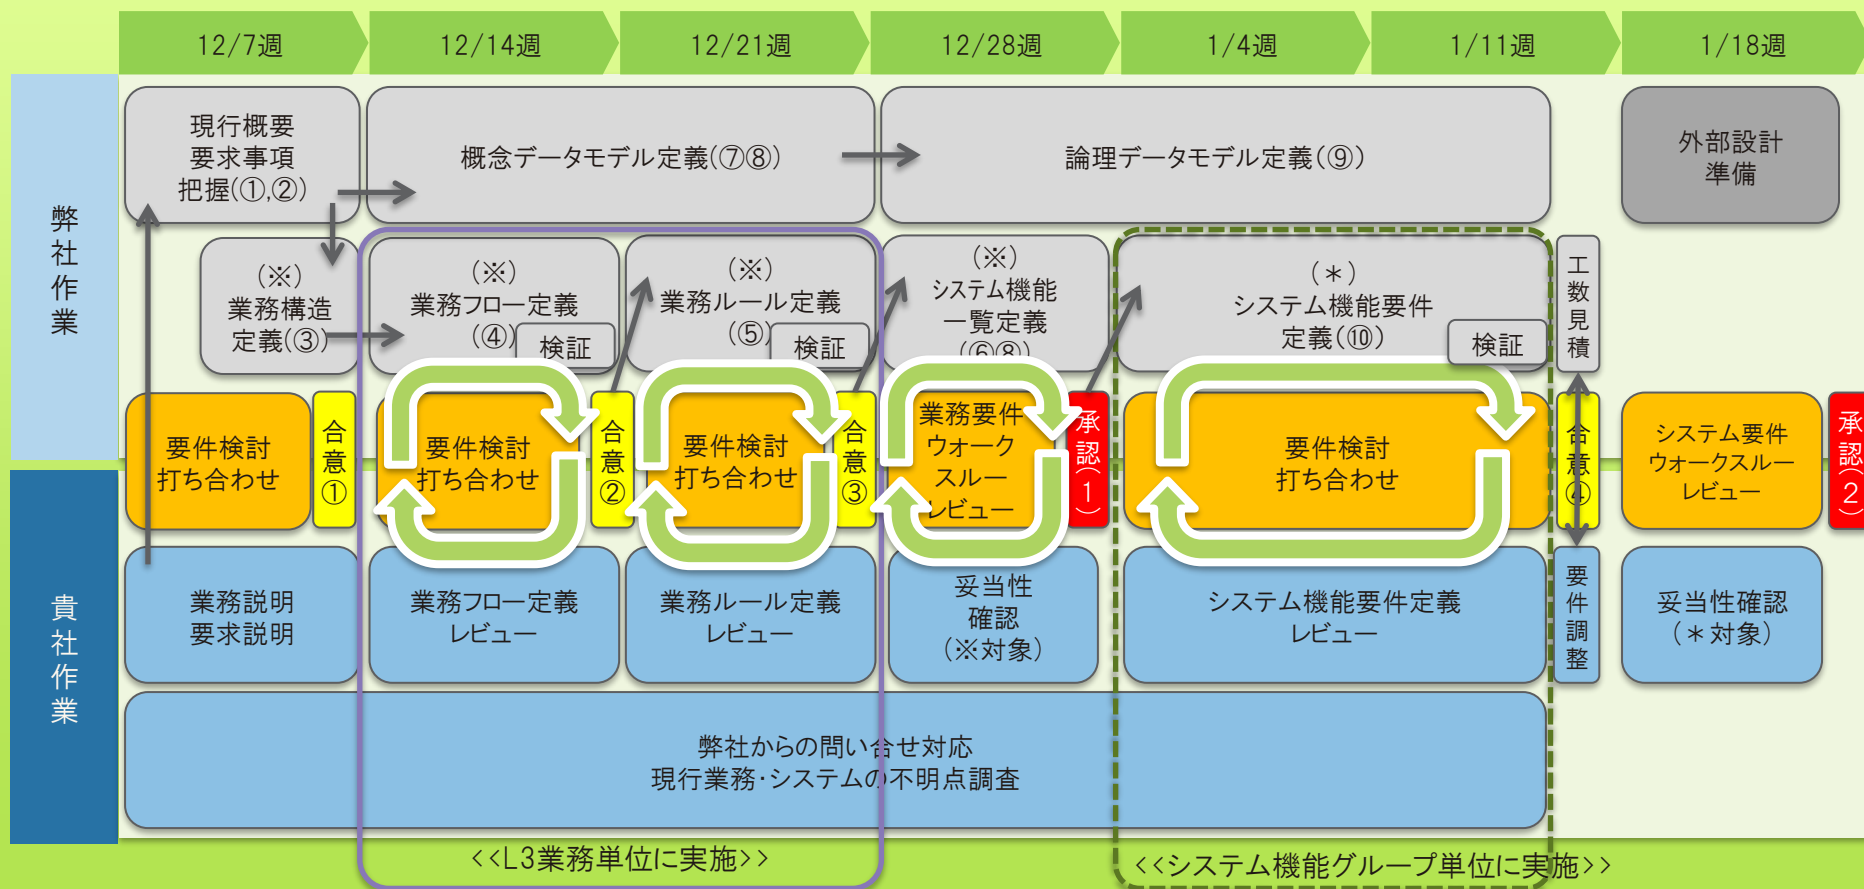 12/7週
12/14週
12/21週
12/28週
1/4週
1/11週
1/18週
弊社作業
現行概要
要求事項
把握(①,②)
概念データモデル定義(⑦⑧)
論理データモデル定義(⑨)
外部設計
準備
(※)
業務構造
定義(③)
(※)
業務フロー定義
(④)
検証
(※)
業務ルール定義
(⑤)
検証
(※)
システム機能
一覧定義
(⑥⑧)
(＊)
システム機能要件
定義(⑩)
検証
工数見積
要件検討
打ち合わせ
合意①
要件検討
打ち合わせ
合意②
要件検討
打ち合わせ
合意③
業務要件
ウォーク
スルー
レビュー
承認(1)
要件検討
打ち合わせ
合意④
システム要件
ウォークスルー
レビュー
承認(2)
貴社作業
業務説明
要求説明
業務フロー定義
レビュー
業務ルール定義
レビュー
妥当性
確認
(※対象)
システム機能要件定義
レビュー
要件調整
妥当性確認
(＊対象)
弊社からの問い合せ対応
現行業務・システムの不明点調査
<<L3業務単位に実施>>
<<システム機能グループ単位に実施>>